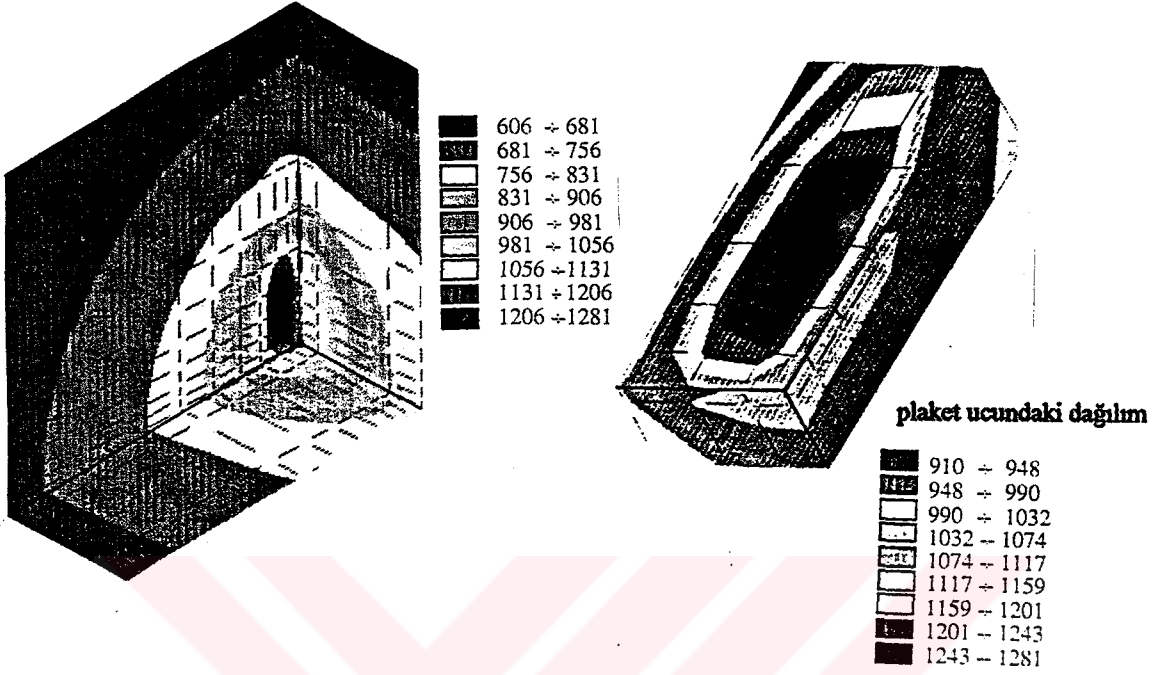 606 ÷ 681
681 ÷ 756
756 ÷ 831
831 ÷ 906
906 ÷ 981
981 ÷ 1056
1056 ÷1131
1131 ÷1206
1206 ÷1281
plaket ucundaki dağılım
910 ÷ 948
948 ÷ 990
990 ÷ 1032
1032 – 1074
1074 – 1117
1117 – 1159
1159 – 1201
1201 – 1243
1243 – 1281